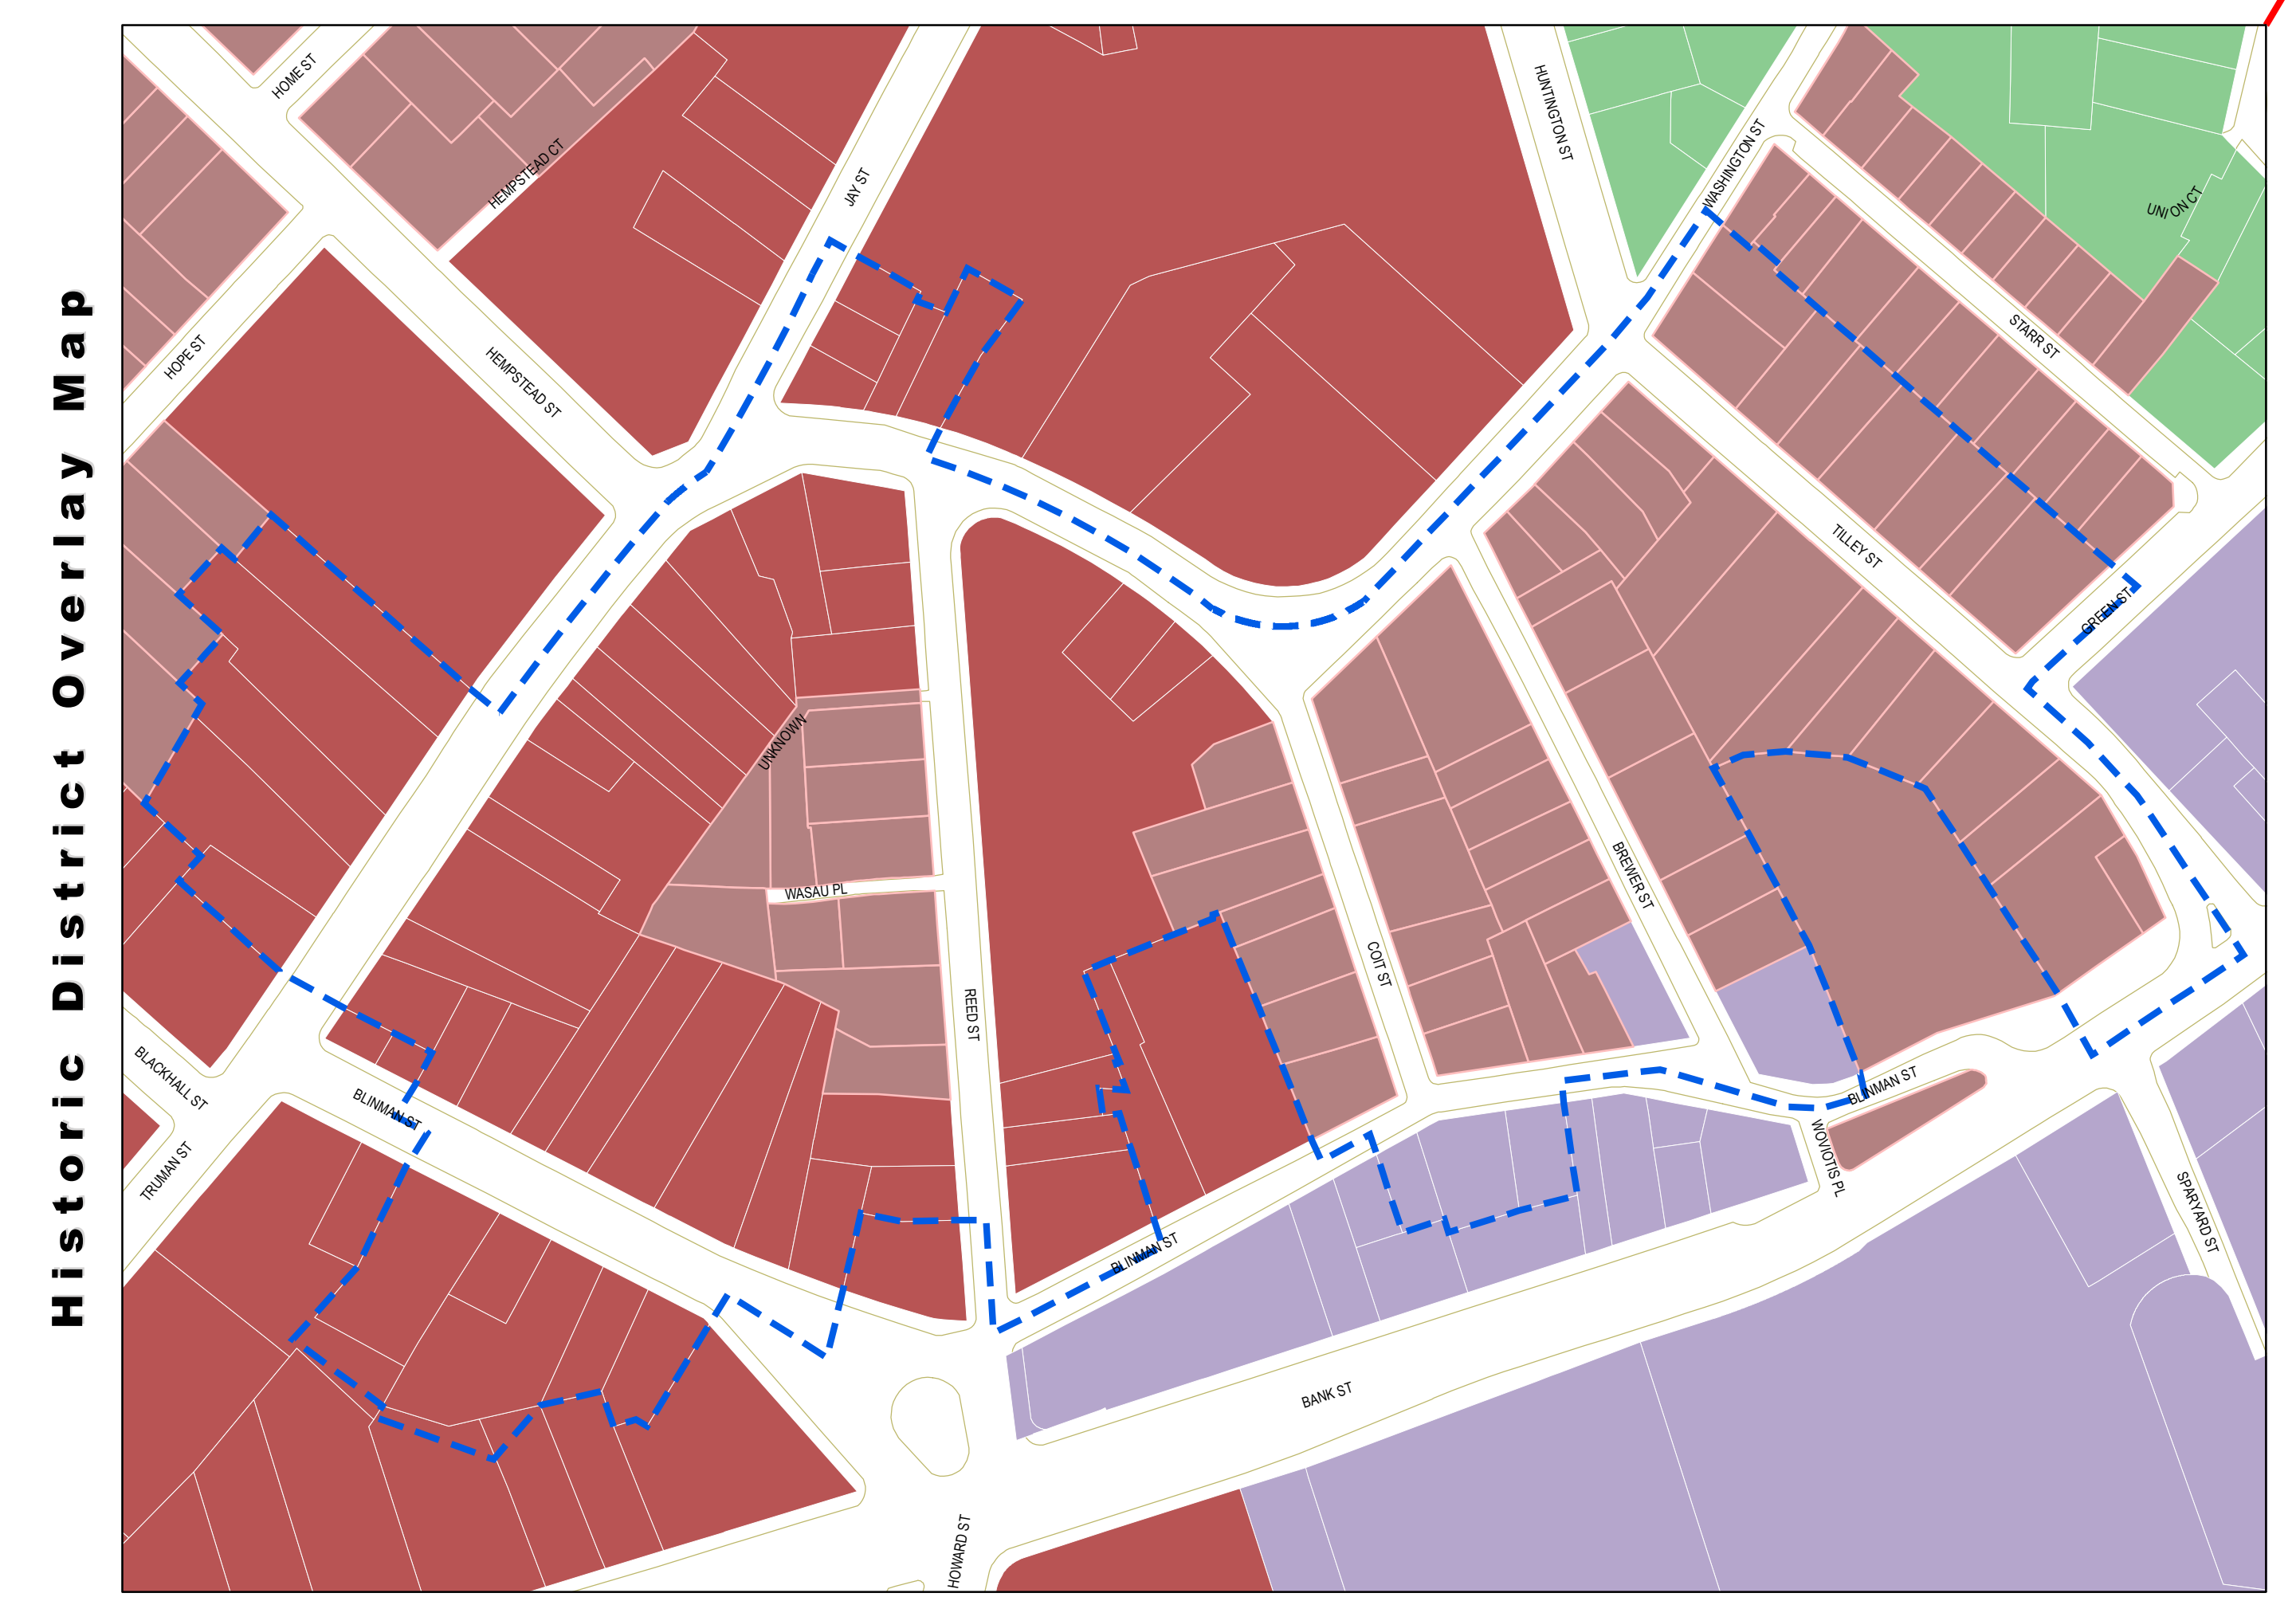 Historic District Overlay Map
HOME ST
HEMPSTEAD CT
JAY ST
HUNTINGTON ST
WASHINGTON ST
UNION CT
HOPE ST
HEMPSTEAD ST
STARR ST
TILLEY ST
GREEN ST
UNKNOWN
WASAU PL
BREWER ST
COIT ST
REED ST
BLACKHALL ST
BLINMAN ST
BLINMAN ST
TRUMAN ST
WOVIOTIS PL
SPARYARD ST
BLINMAN ST
BANK ST
HOWARD ST